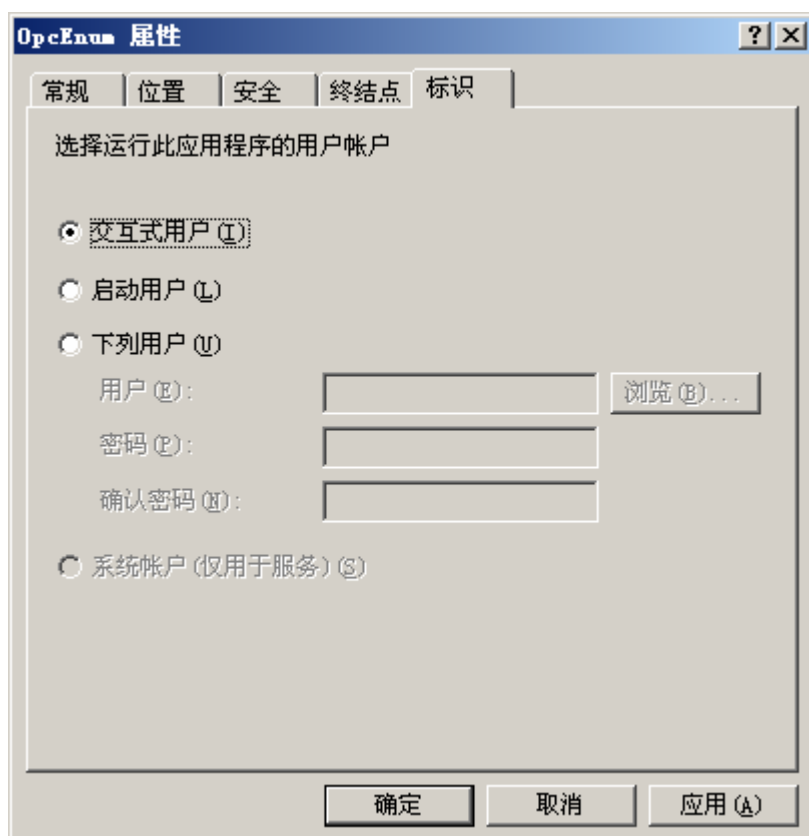 OpcEnum 属性
常规 位置 安全 终结点 标识
选择运行此应用程序的用户帐户
交互式用户(I)
启动用户(L)
下列用户(U)
用户(E):
浏览(B)...
密码(P):
确认密码(N):
系统帐户(仅用于服务)(S)
确定 取消 应用(A)